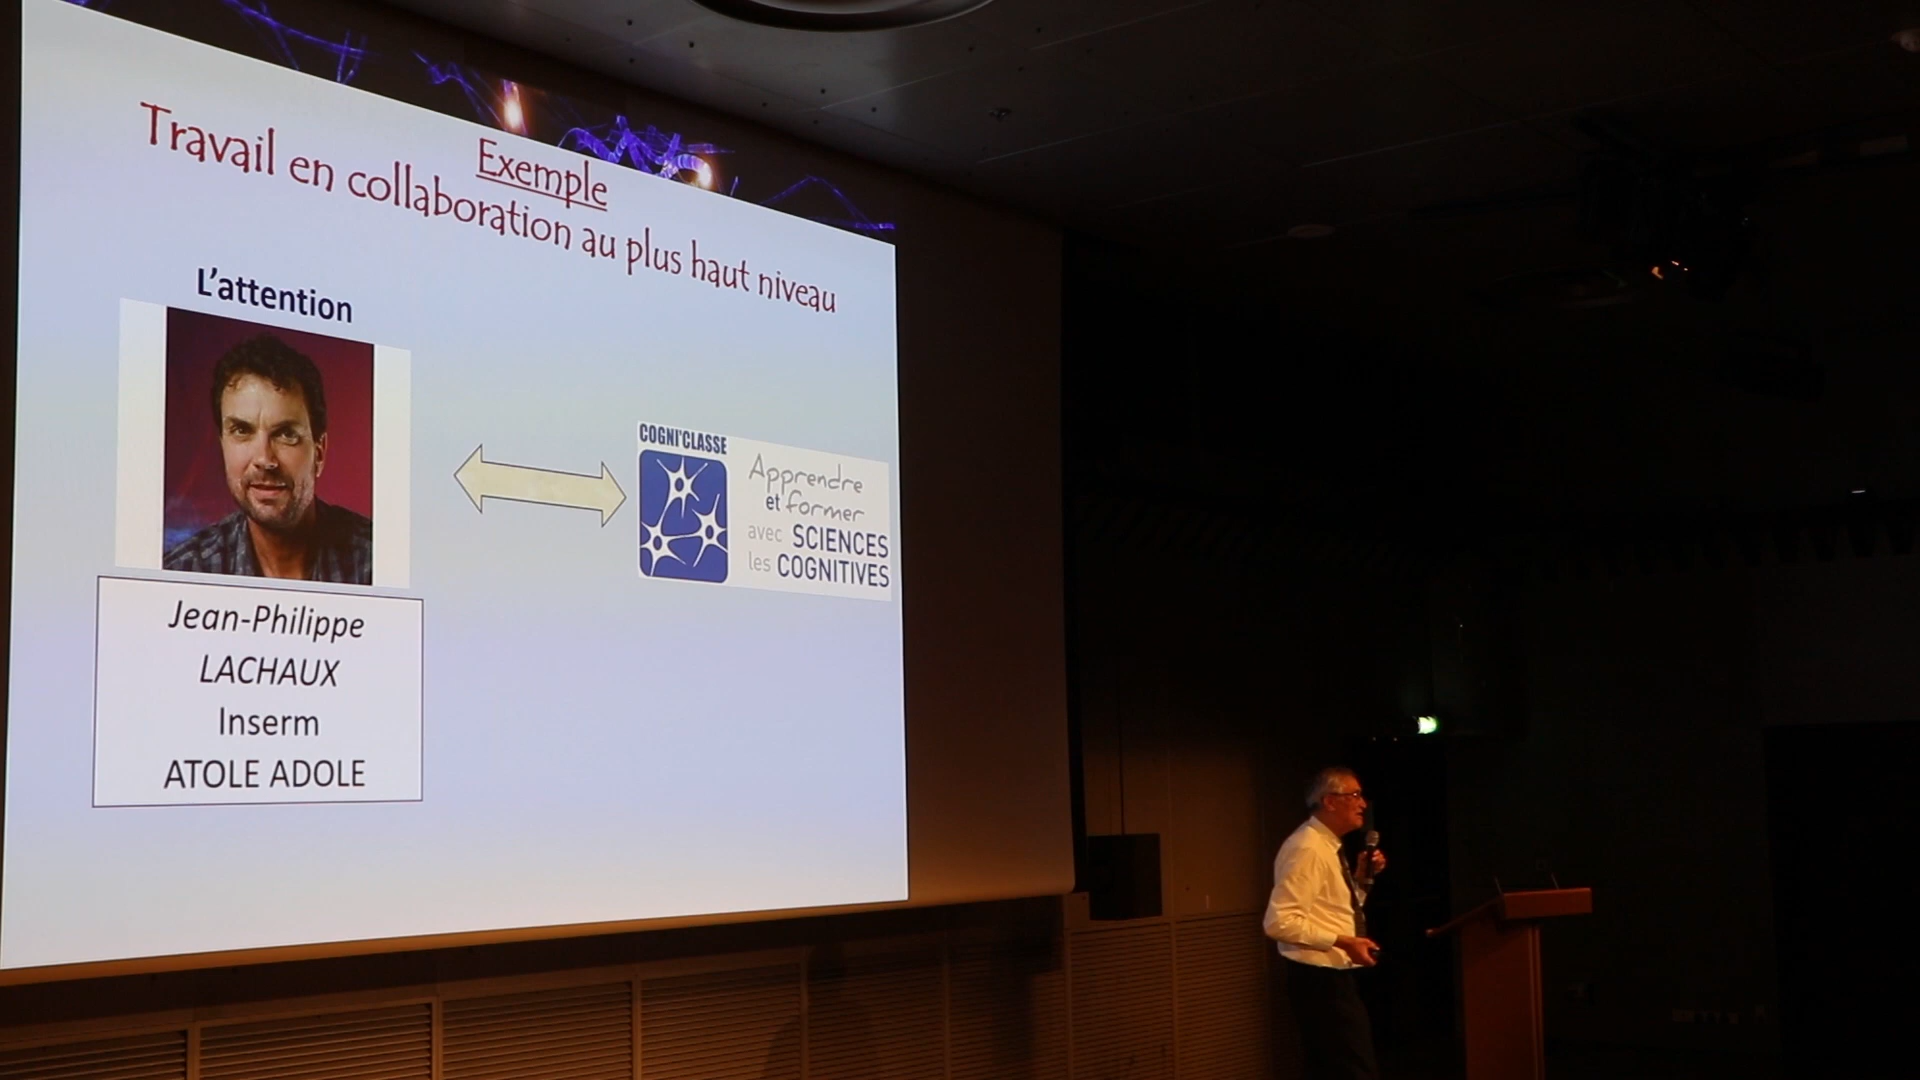 Exemple
Travail en collaboration au plus haut niveau
L'attention
Jean-Philippe
LACHAUX
Inserm
ATOLE ADOLE
COGNI'CLASSE
Apprendre
et former
avec SCIENCES
les COGNITIVES